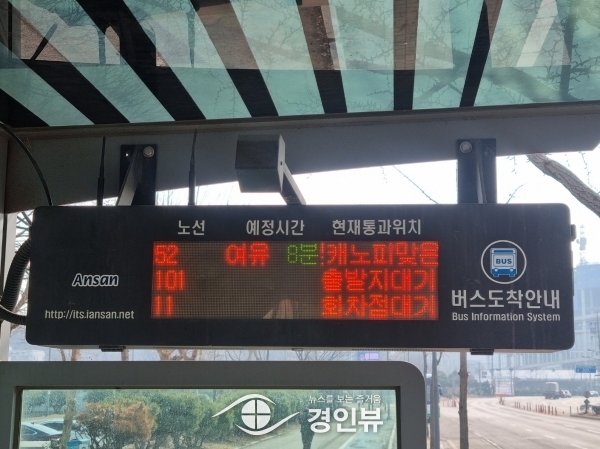 노선 예정시간 현재통과위치
52 여유 8분!캐노피맞은
101 출발지대기
11 회차점대기
Ansan
http://its.iansan.net
BUS
버스도착안내
Bus Information System
뉴스를 보는 즐거움
경인뷰